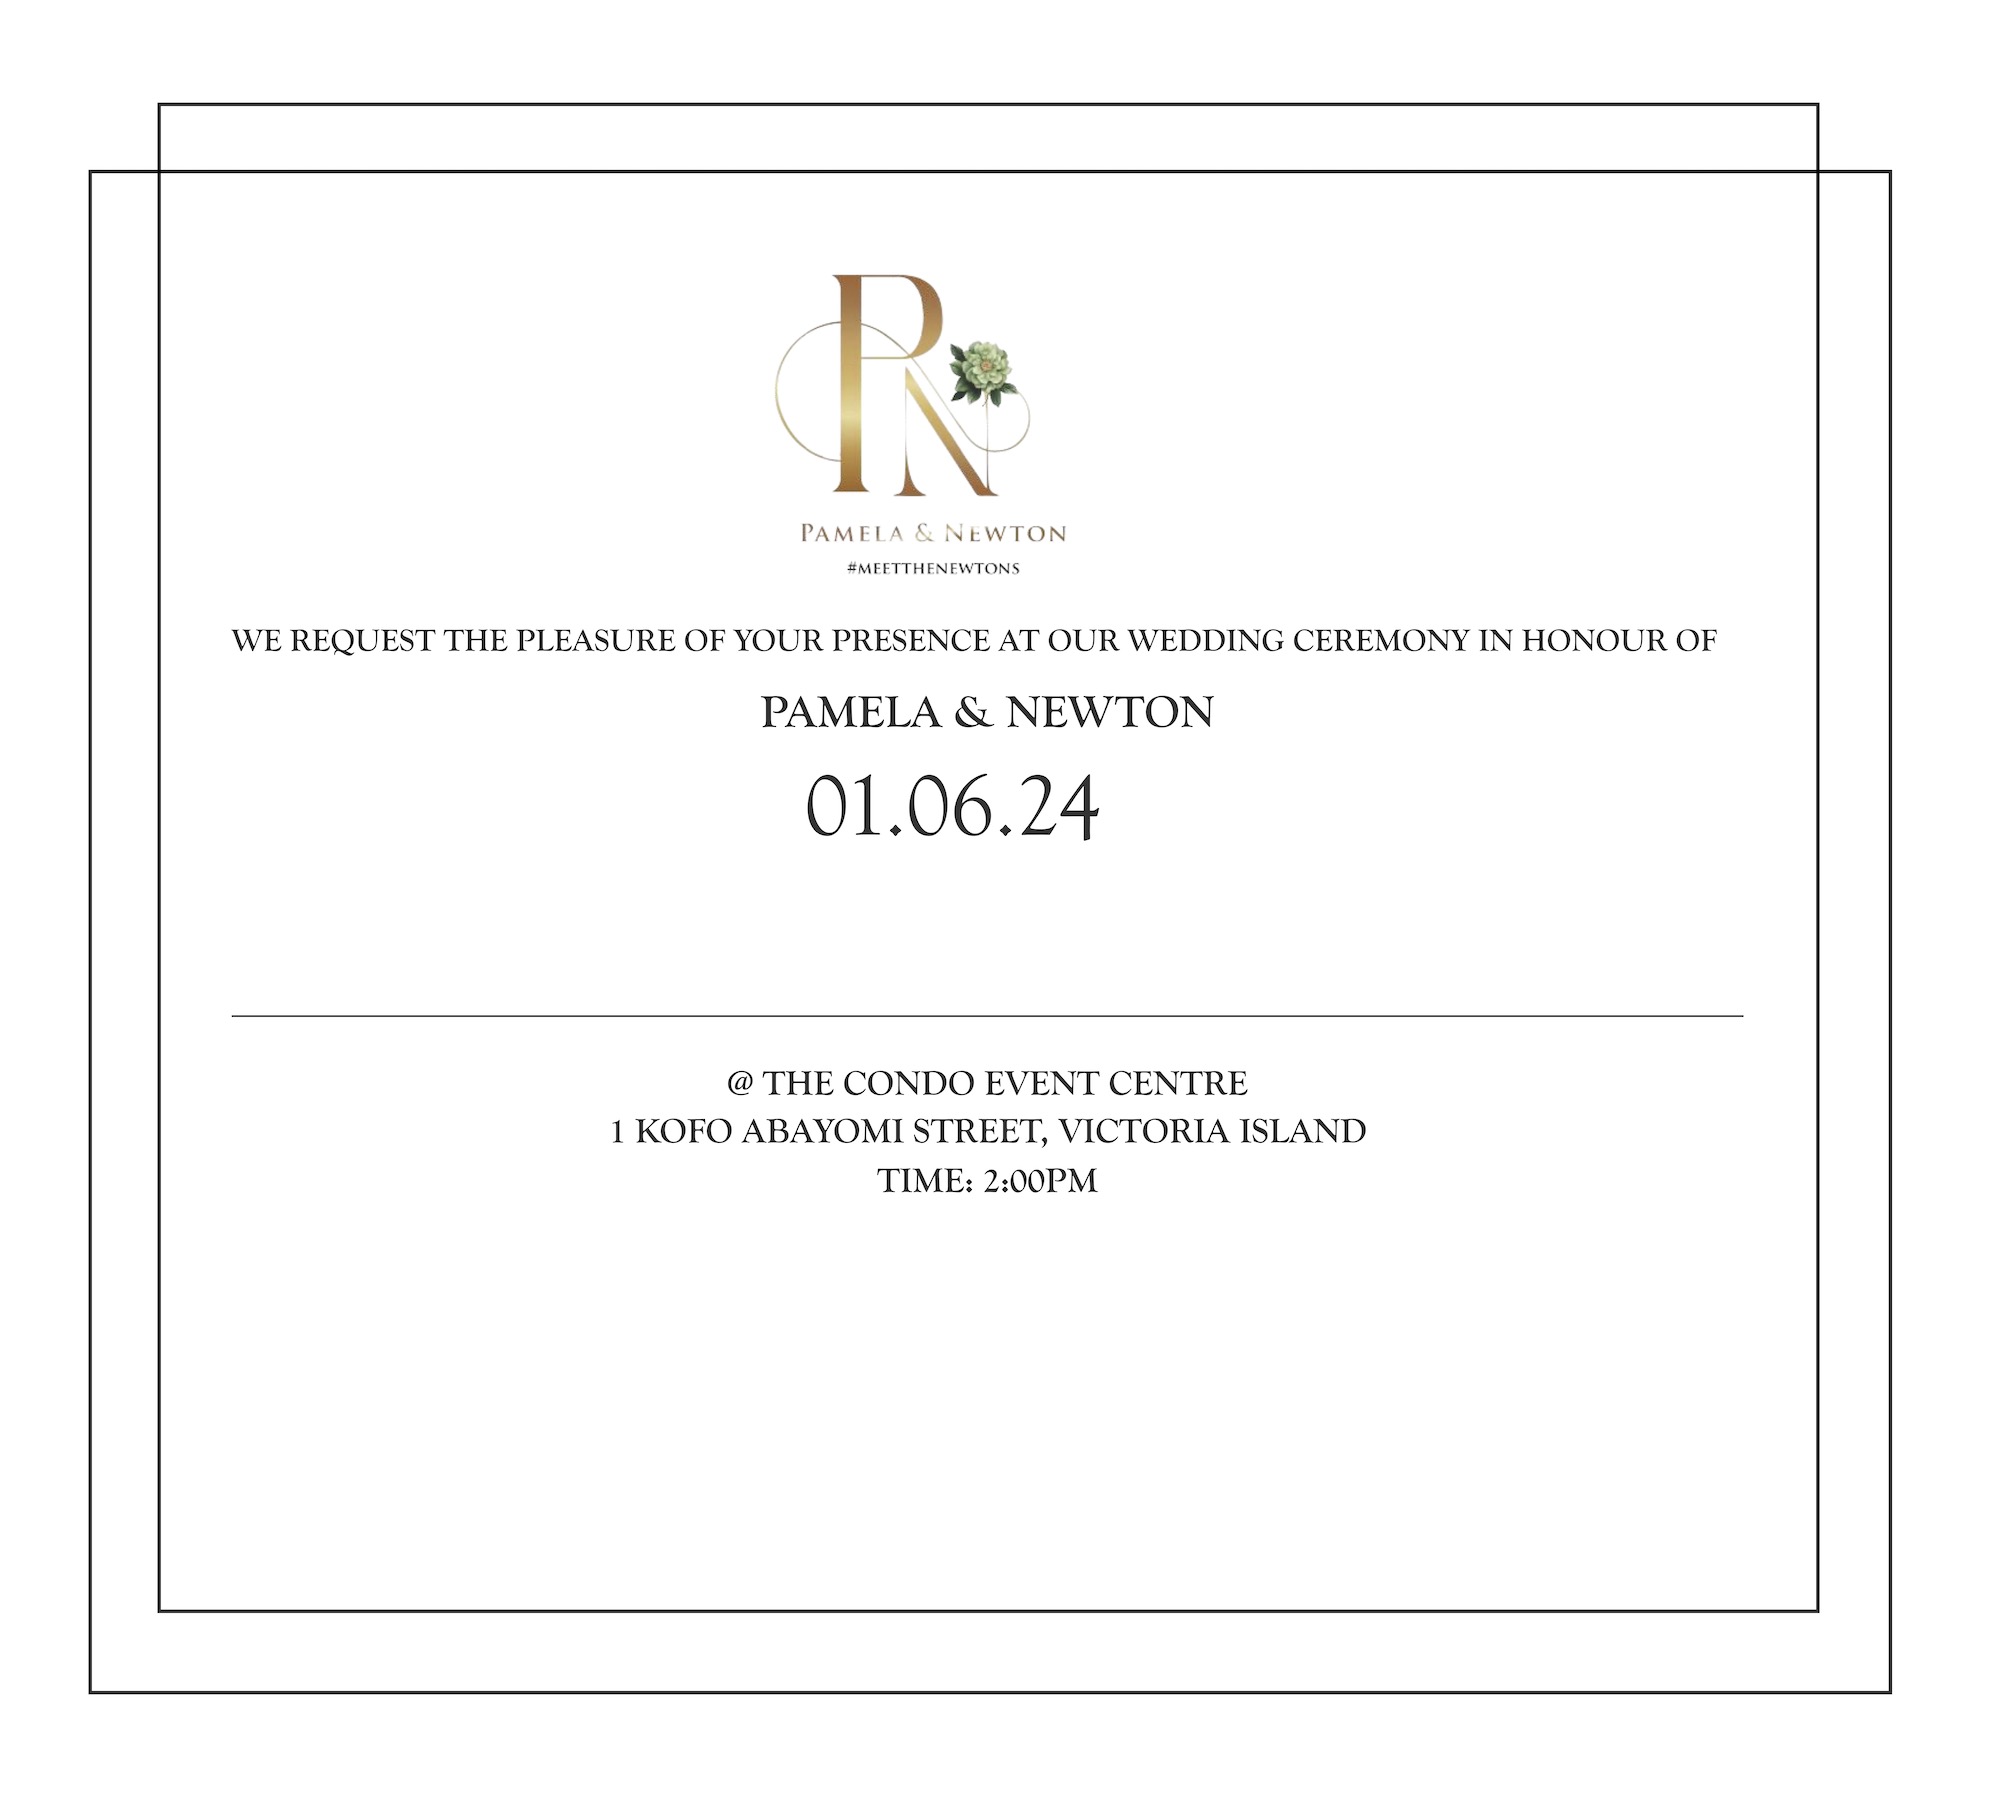 PN
PAMELA & NEWTON
#MEETTHENEWTONS
WE REQUEST THE PLEASURE OF YOUR PRESENCE AT OUR WEDDING CEREMONY IN HONOUR OF
PAMELA & NEWTON
01.06.24
@ THE CONDO EVENT CENTRE
1 KOFO ABAYOMI STREET, VICTORIA ISLAND
TIME: 2:00PM